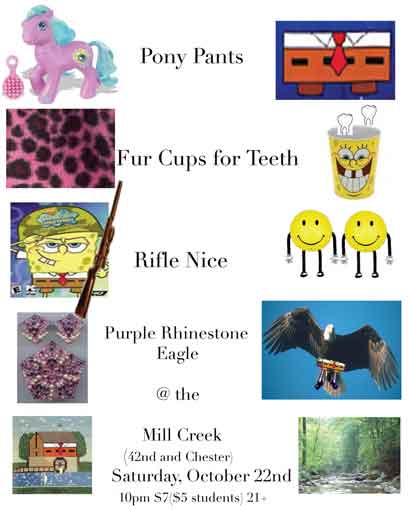 Pony Pants
Fur Cups for Teeth
Rifle Nice
Purple Rhinestone
Eagle
@ the
Mill Creek
(42nd and Chester)
Saturday, October 22nd
10pm $7($5 students) 21+